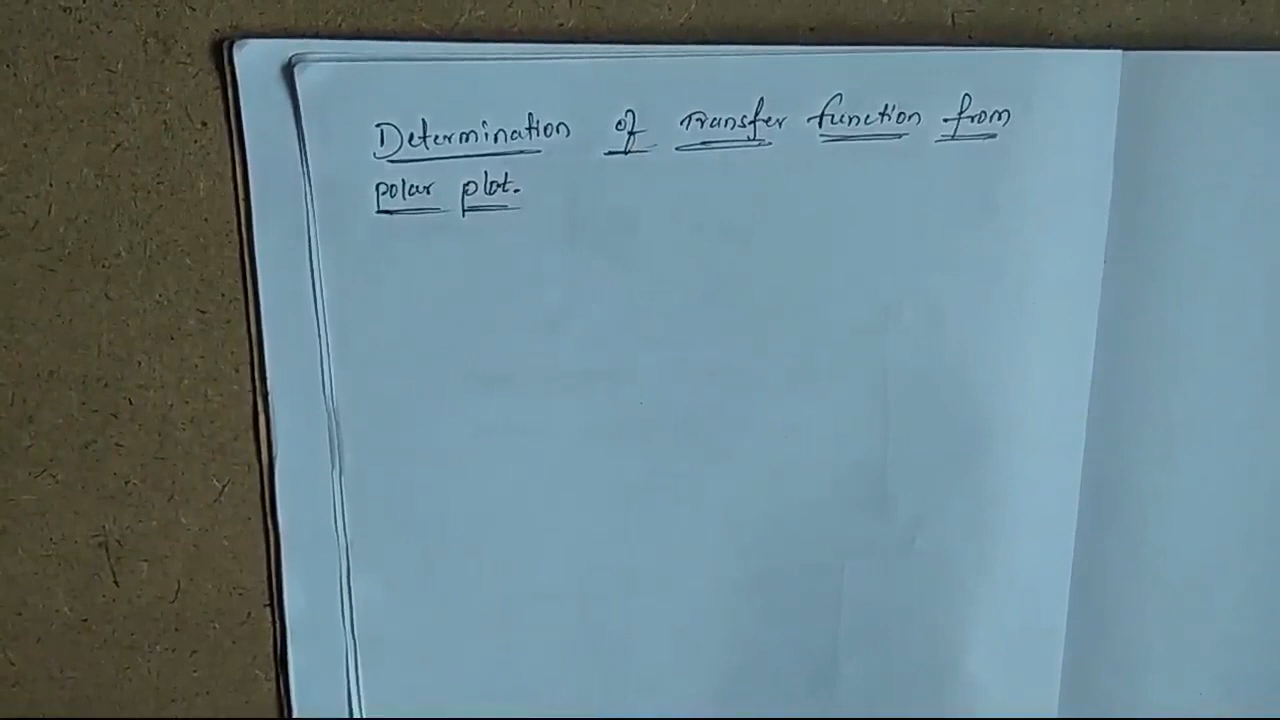 Determination of Transfer function from
polar plot.